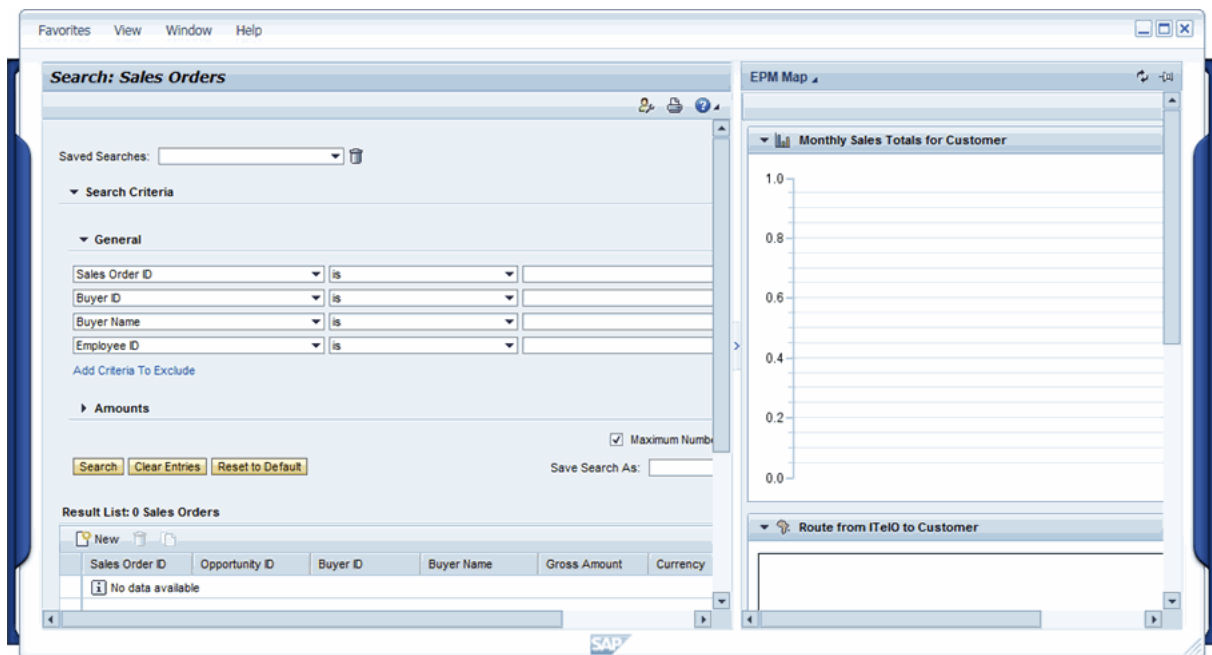 Favorites View Window Help
Search: Sales Orders
Saved Searches:
Search Criteria
General
Sales Order ID is
Buyer ID is
Buyer Name is
Employee ID is
Add Criteria To Exclude
Amounts
Maximum Numbe
Search Clear Entries Reset to Default Save Search As:
Result List: 0 Sales Orders
New
Sales Order ID Opportunity ID Buyer ID Buyer Name Gross Amount Currency
No data available
EPM Map
Monthly Sales Totals for Customer
1.0
0.8
0.6
0.4
0.2
0.0
Route from ITelO to Customer
SAP